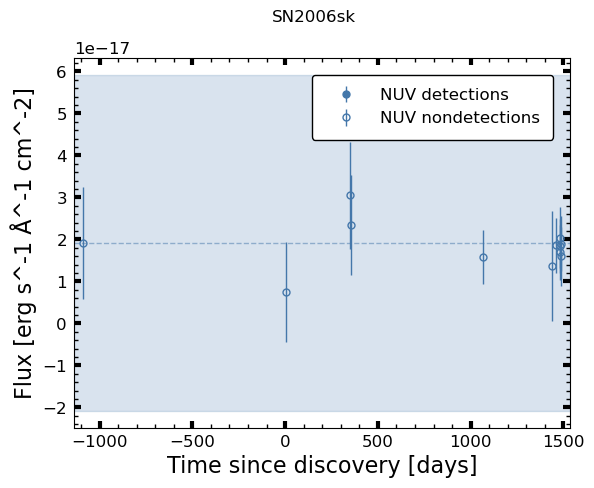 SN2006sk
1e−17
Flux [erg s^-1 Å^-1 cm^-2]
6
5
4
3
2
1
0
−1
−2
NUV detections
NUV nondetections
−1000 −500 0 500 1000 1500
Time since discovery [days]